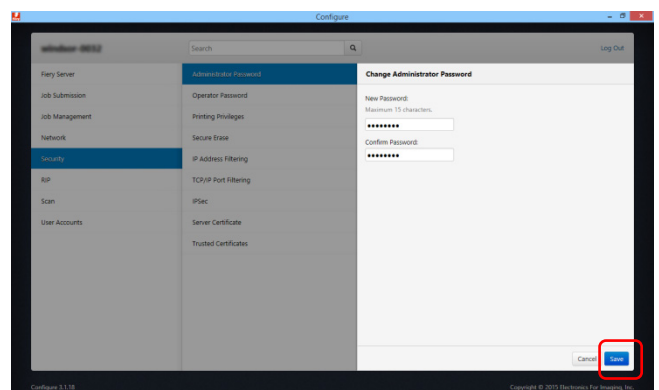 Configure
Search
Log Out
Fiery Server
Job Submission
Job Management
Network
Security
RIP
Scan
User Accounts
Administrator Password
Operator Password
Printing Privileges
Secure Erase
IP Address Filtering
TCP/IP Port Filtering
IPSec
Server Certificate
Trusted Certificates
Change Administrator Password
New Password:
Maximum 15 characters.
••••••••
Confirm Password:
••••••••
Cancel Save
Configure 3.1.18
Copyright © 2015 Electronics For Imaging, Inc.